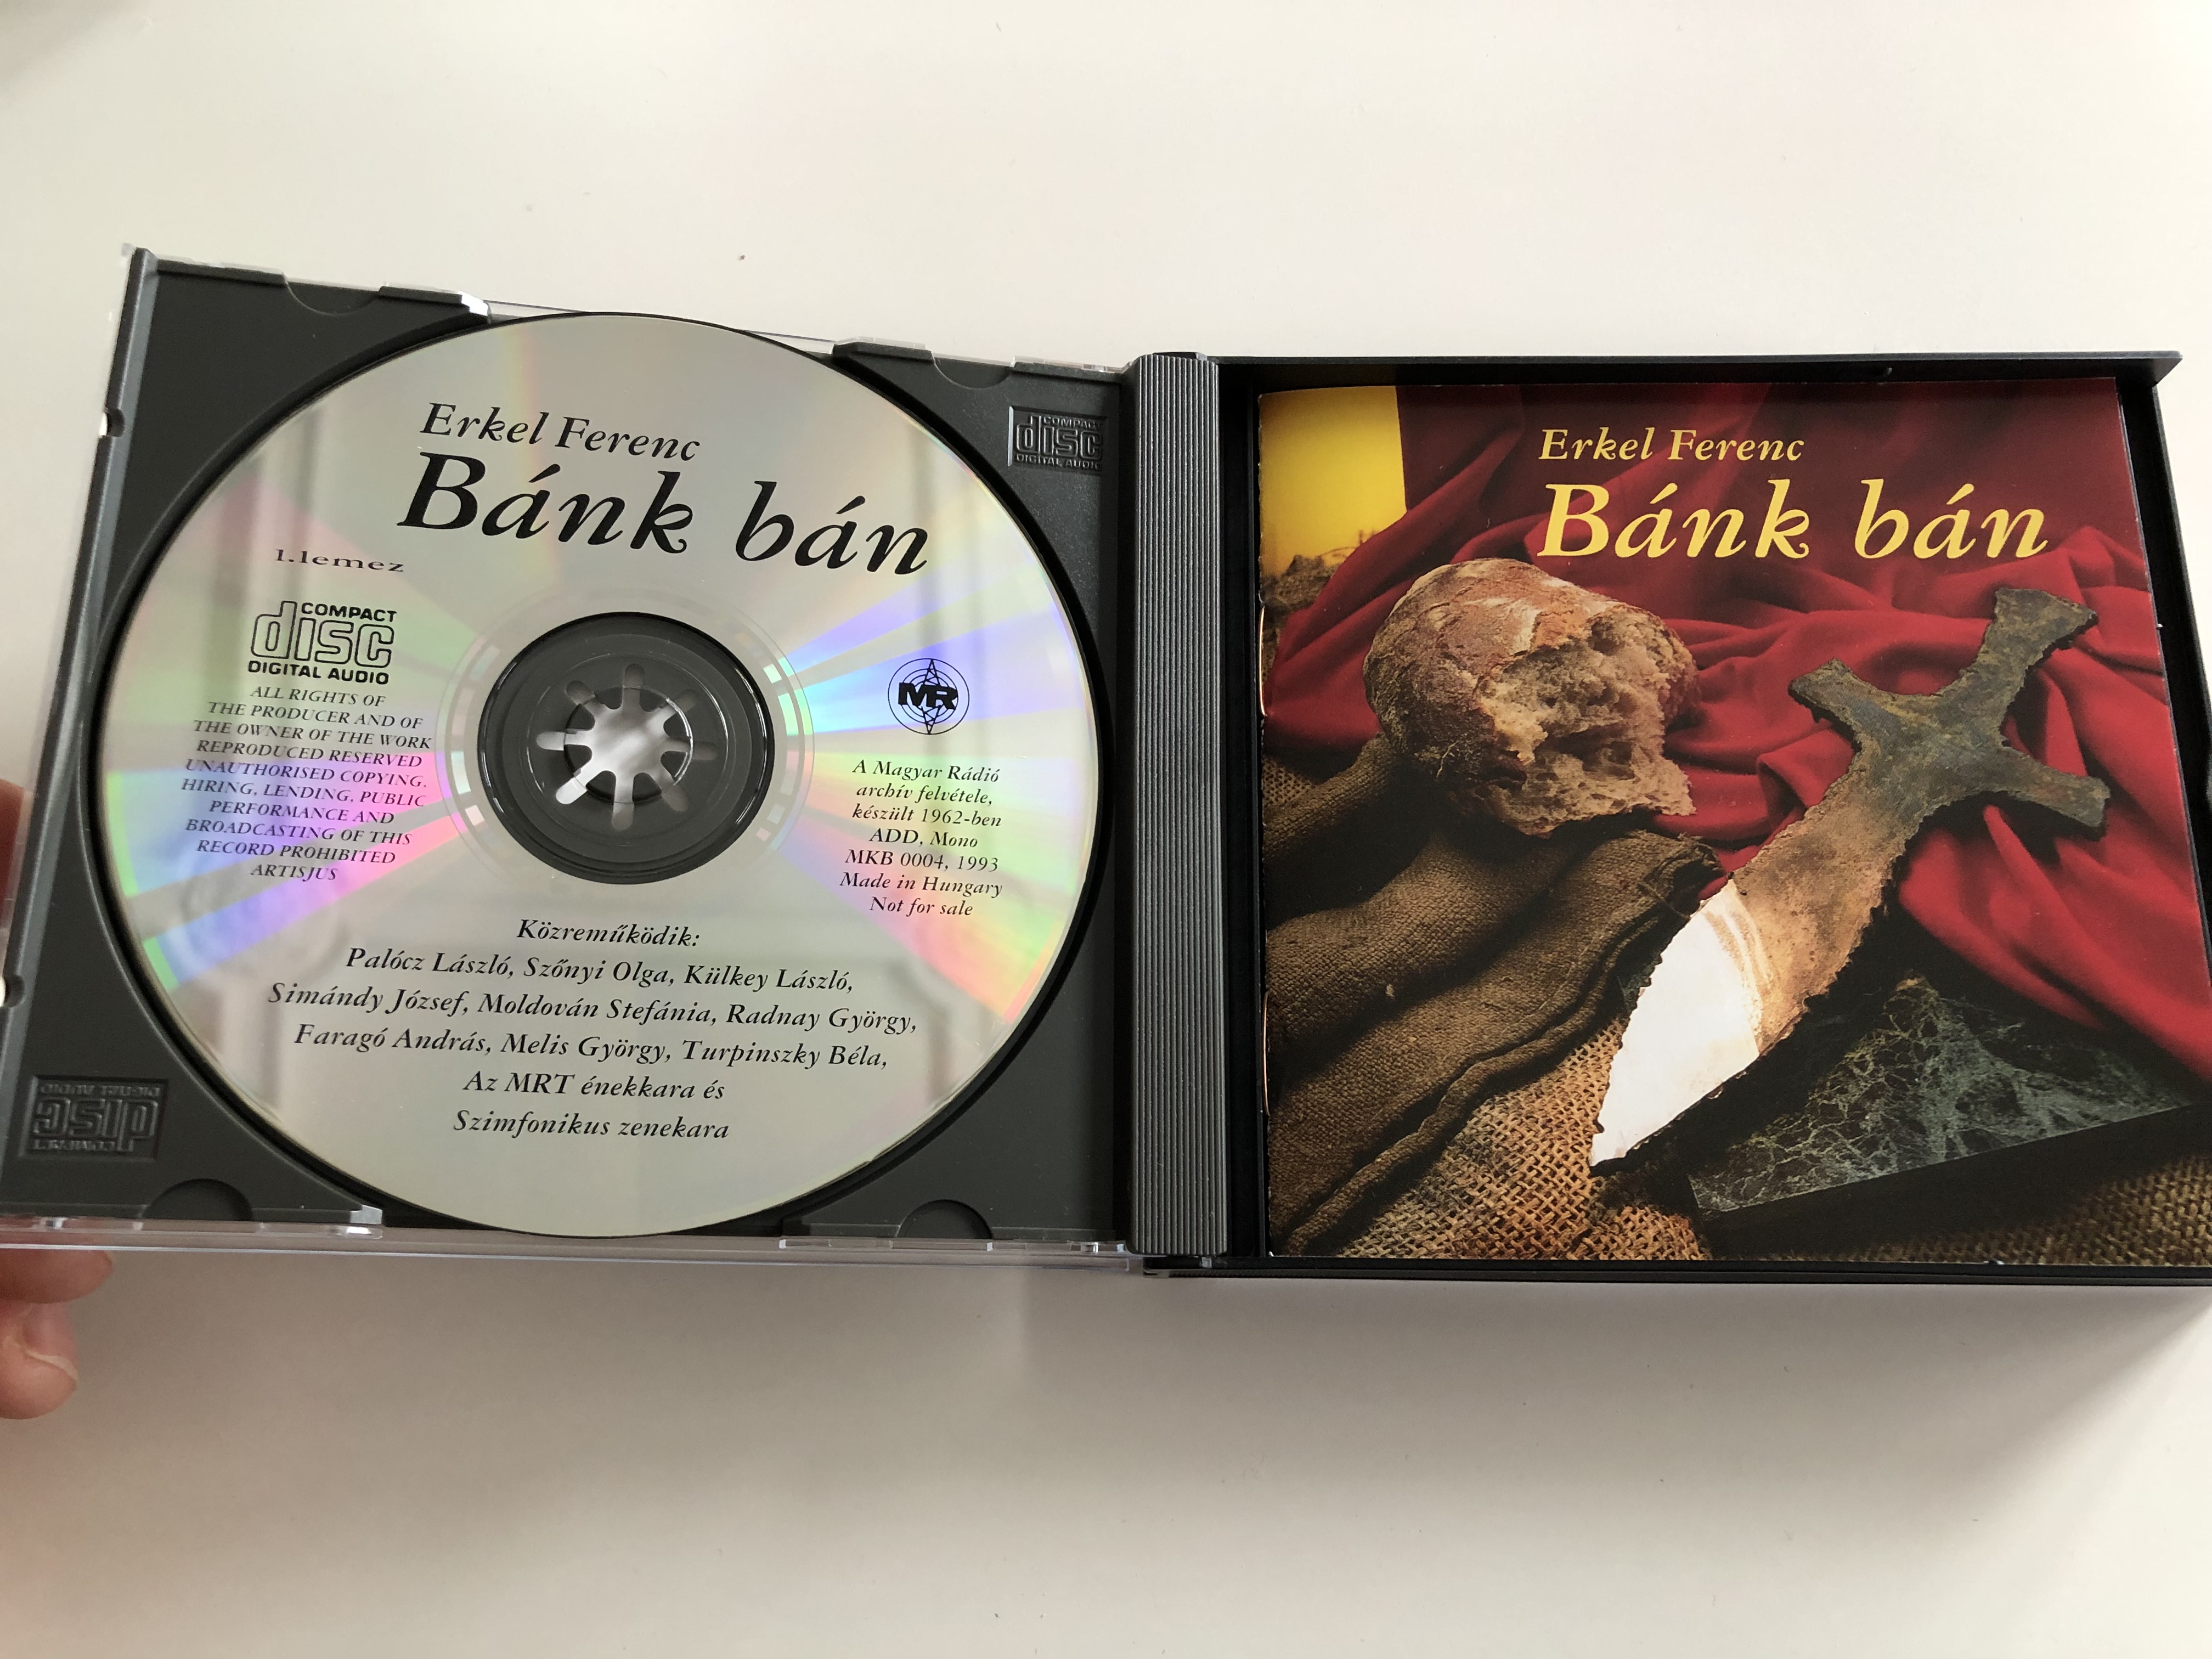 Erkel Ferenc
Bánk bán
1.lemez
COMPACT
disc
DIGITAL AUDIO
ALL RIGHTS OF
THE PRODUCER AND OF
THE OWNER OF THE WORK
REPRODUCED RESERVED
UNAUTHORISED COPYING,
HIRING, LENDING, PUBLIC
PERFORMANCE AND
BROADCASTING OF THIS
RECORD PROHIBITED
ARTISJUS
MR
A Magyar Rádió
archív felvétele,
készült 1962-ben
ADD, Mono
MKB 0004, 1993
Made in Hungary
Not for sale
Közreműködik:
Palócz László, Szőnyi Olga, Külkey László,
Simándy József, Moldován Stefánia, Radnay György,
Faragó András, Melis György, Turpinszky Béla,
Az MRT énekkara és
Szimfonikus zenekara
COMPACT
disc
DIGITAL AUDIO
COMPACT
disc
DIGITAL AUDIO
Erkel Ferenc
Bánk bán